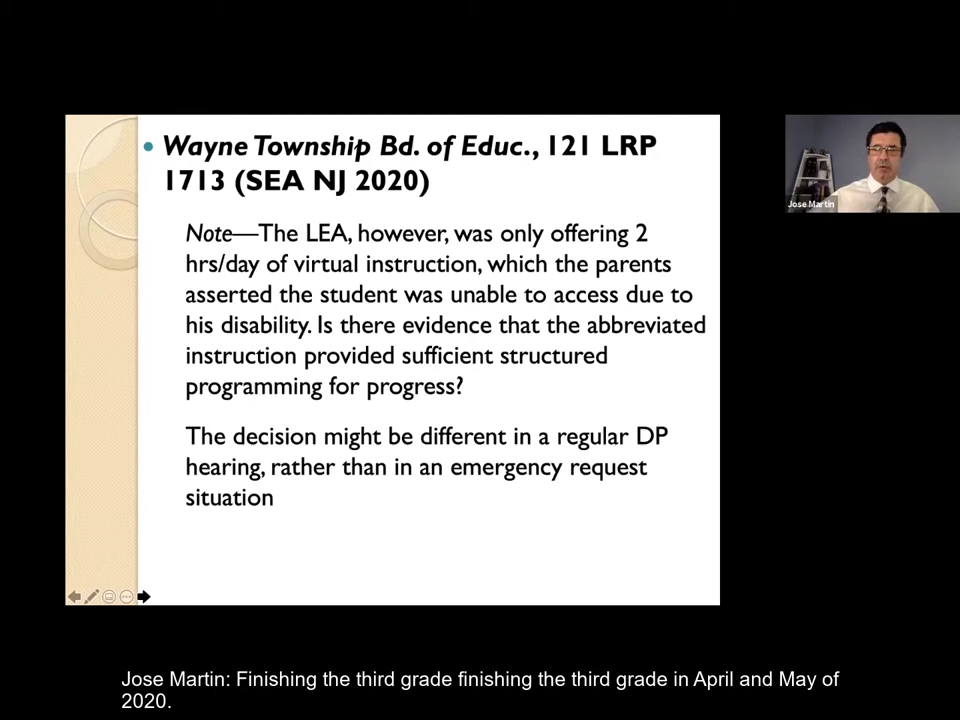 Wayne Township Bd. of Educ., 121 LRP
1713 (SEA NJ 2020)
Note—The LEA, however, was only offering 2
hrs/day of virtual instruction, which the parents
asserted the student was unable to access due to
his disability. Is there evidence that the abbreviated
instruction provided sufficient structured
programming for progress?
The decision might be different in a regular DP
hearing, rather than in an emergency request
situation
Jose Martin
Jose Martin: Finishing the third grade finishing the third grade in April and May of
2020.